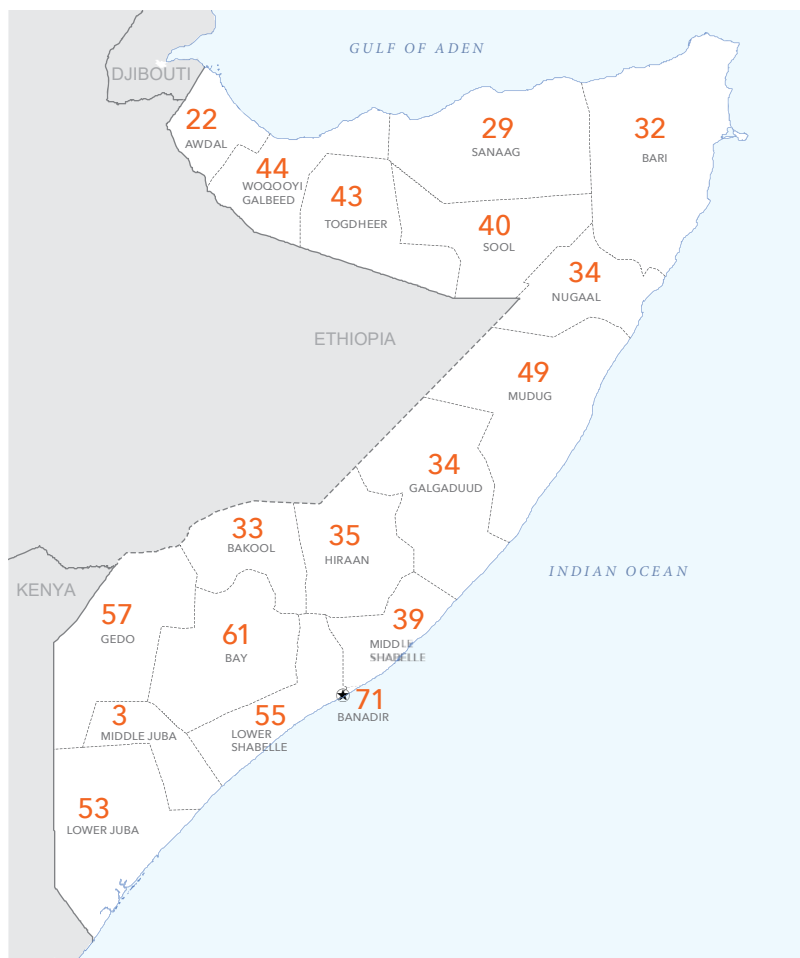 GULF OF ADEN
DJIBOUTI
22
AWDAL
29
SANAAG
32
BARI
44
WOQOOYI
GALBEED
43
TOGDHEER
40
SOOL
34
NUGAAL
ETHIOPIA
49
MUDUG
34
GALGADUUD
33
BAKOOL
35
HIRAAN
INDIAN OCEAN
KENYA
57
GEDO
61
BAY
39
MIDDLE
SHABELLE
71
BANADIR
3
MIDDLE JUBA
55
LOWER
SHABELLE
53
LOWER JUBA